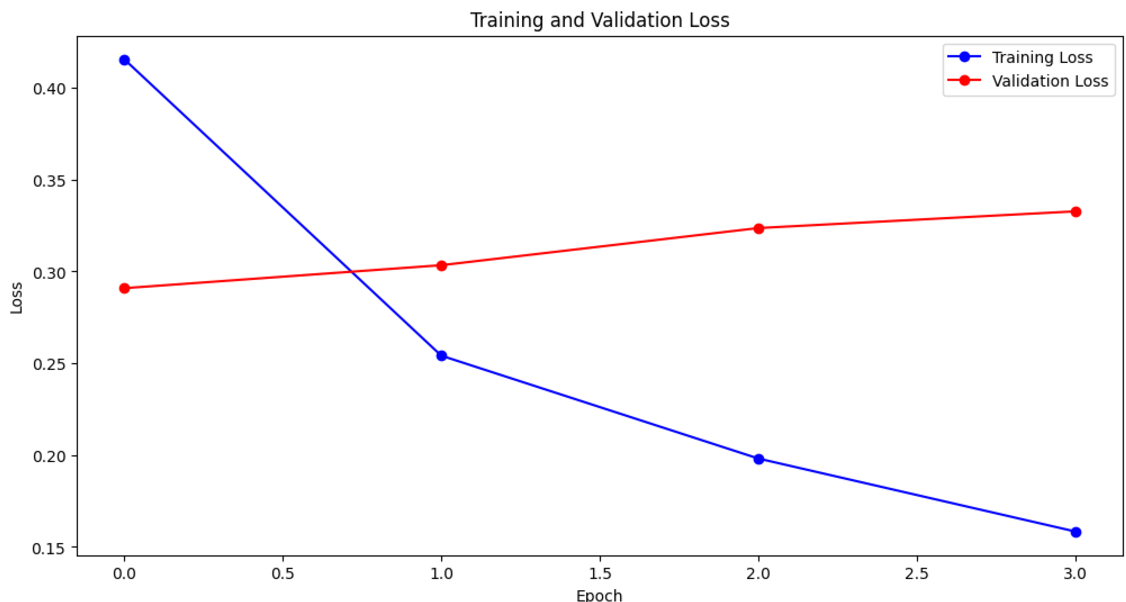 Training and Validation Loss
Training Loss
Validation Loss
0.40
0.35
0.30
0.25
0.20
0.15
Loss
0.0 0.5 1.0 1.5 2.0 2.5 3.0
Epoch